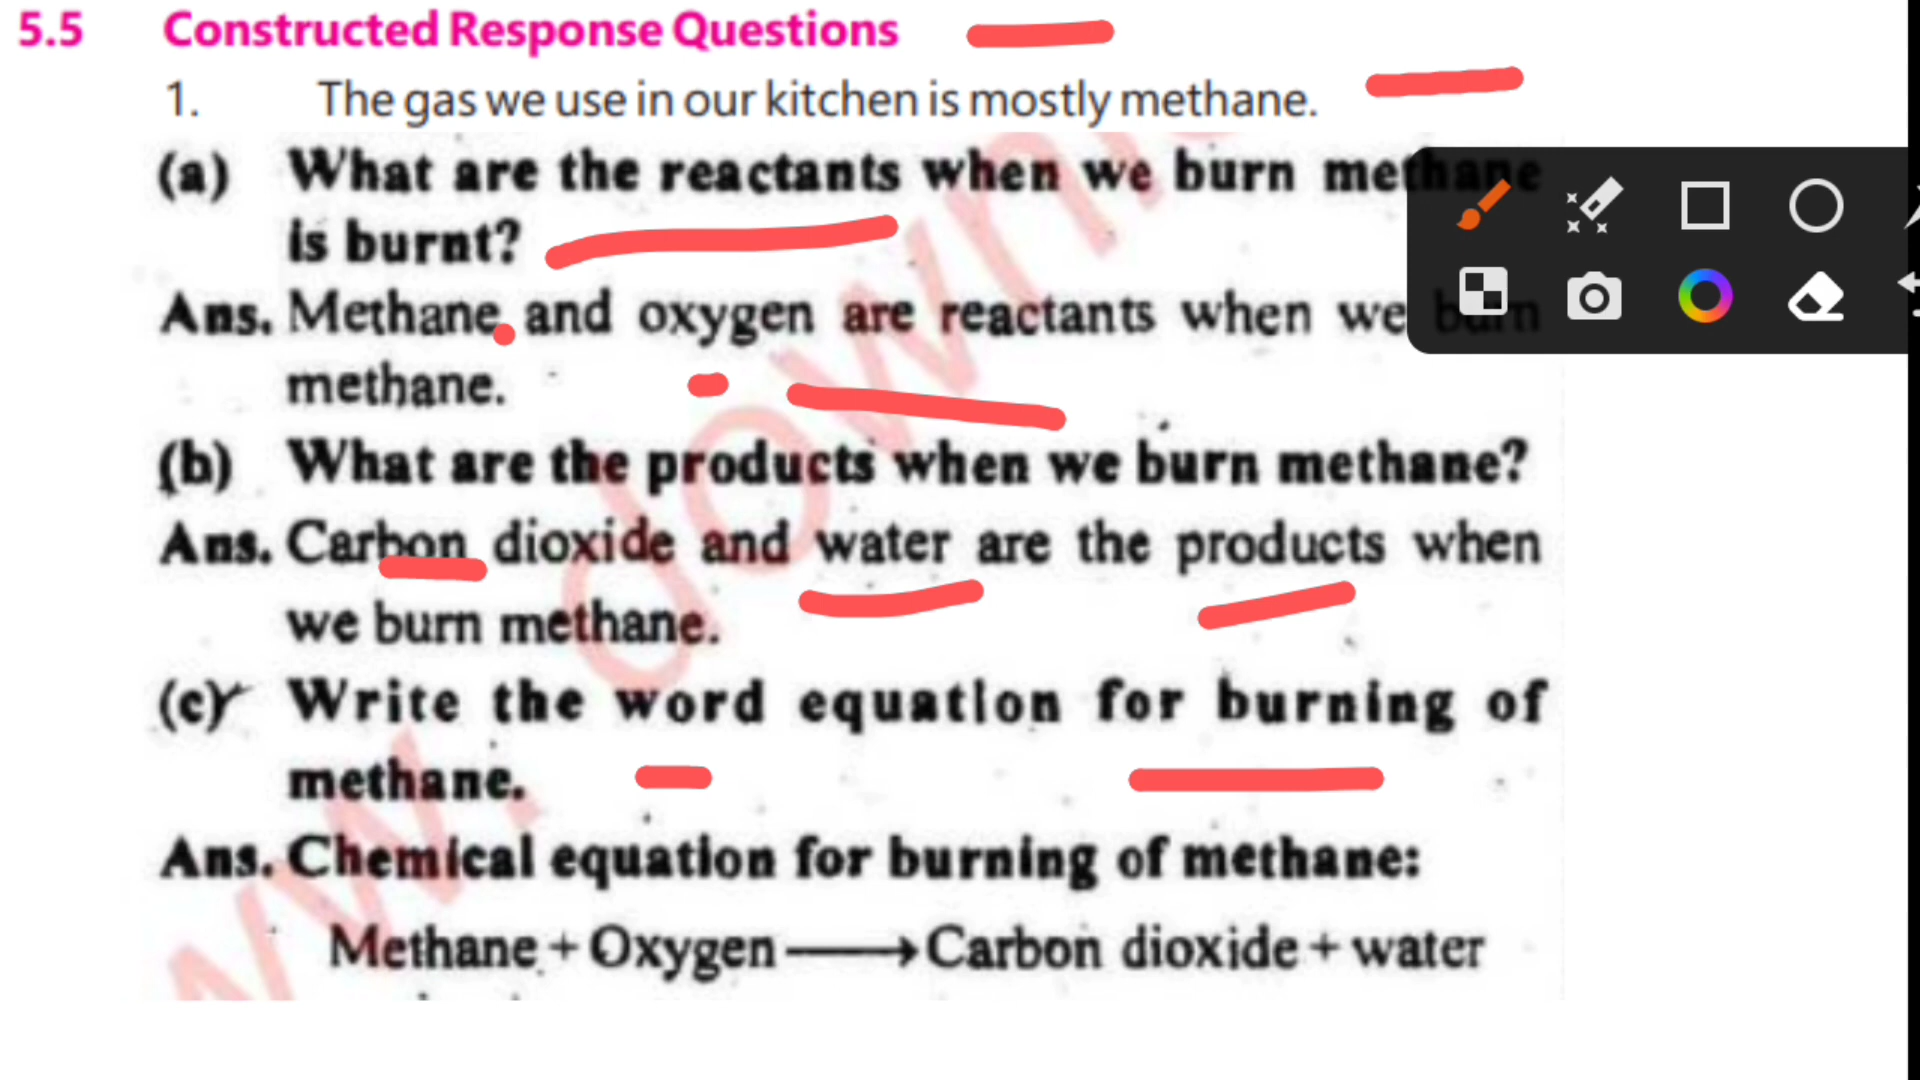 5.5 Constructed Response Questions
1. The gas we use in our kitchen is mostly methane.
(a) What are the reactants when we burn methane
is burnt?
Ans. Methane and oxygen are reactants when we burn
methane.
(b) What are the products when we burn methane?
Ans. Carbon dioxide and water are the products when
we burn methane.
(c) Write the word equation for burning of
methane.
Ans. Chemical equation for burning of methane:
Methane + Oxygen ⟶ Carbon dioxide + water